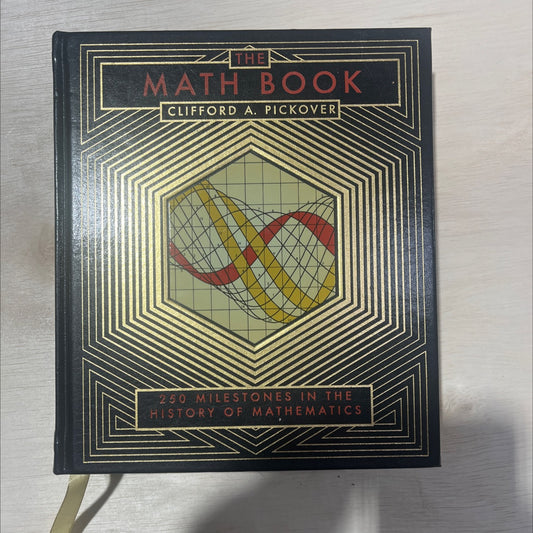 THE
MATH BOOK
CLIFFORD A. PICKOVER
250 MILESTONES IN THE
HISTORY OF MATHEMATICS